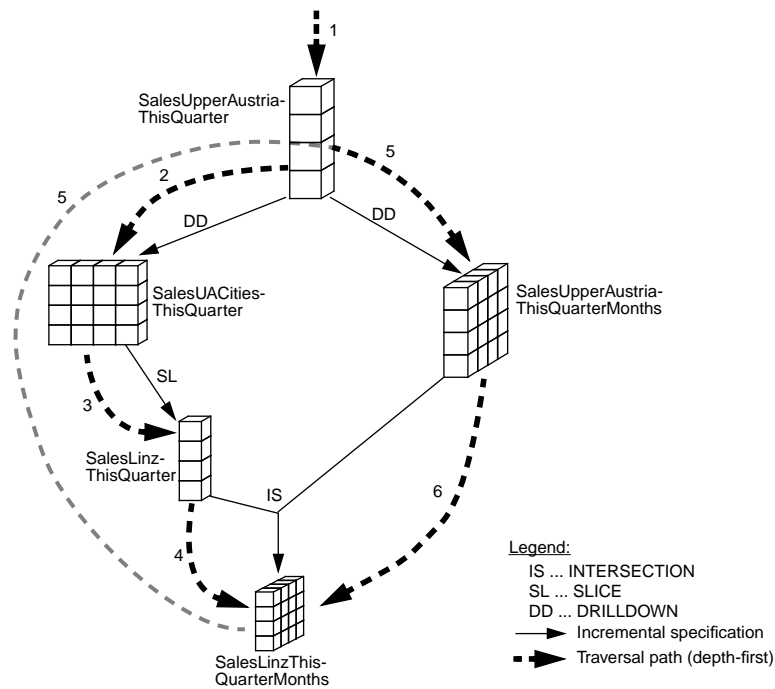 1
SalesUpperAustria-
ThisQuarter
5
2
5
DD
DD
SalesUACities-
ThisQuarter
SalesUpperAustria-
ThisQuarterMonths
SL
3
SalesLinz-
ThisQuarter
IS
6
4
Legend:
IS ... INTERSECTION
SL ... SLICE
DD ... DRILLDOWN
Incremental specification
Traversal path (depth-first)
SalesLinzThis-
QuarterMonths